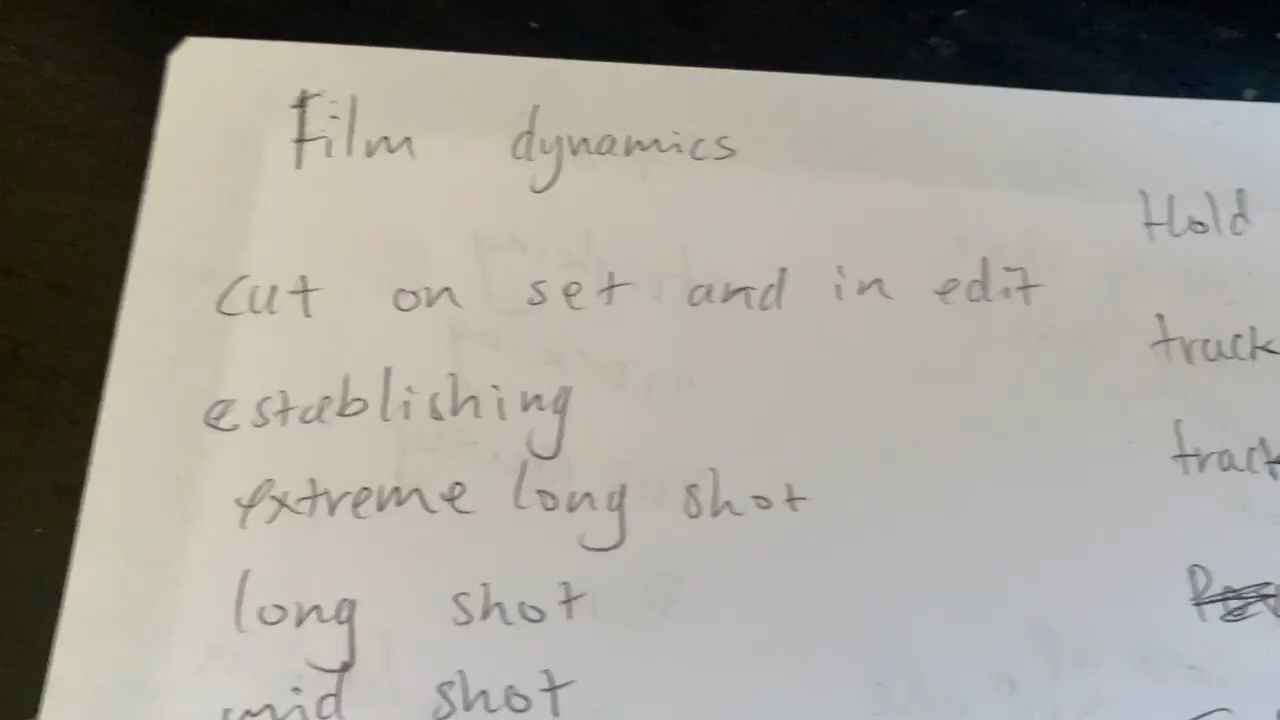 Film dynamics
cut on set and in edit
establishing
extreme long shot
long shot
mid shot
Hold
track